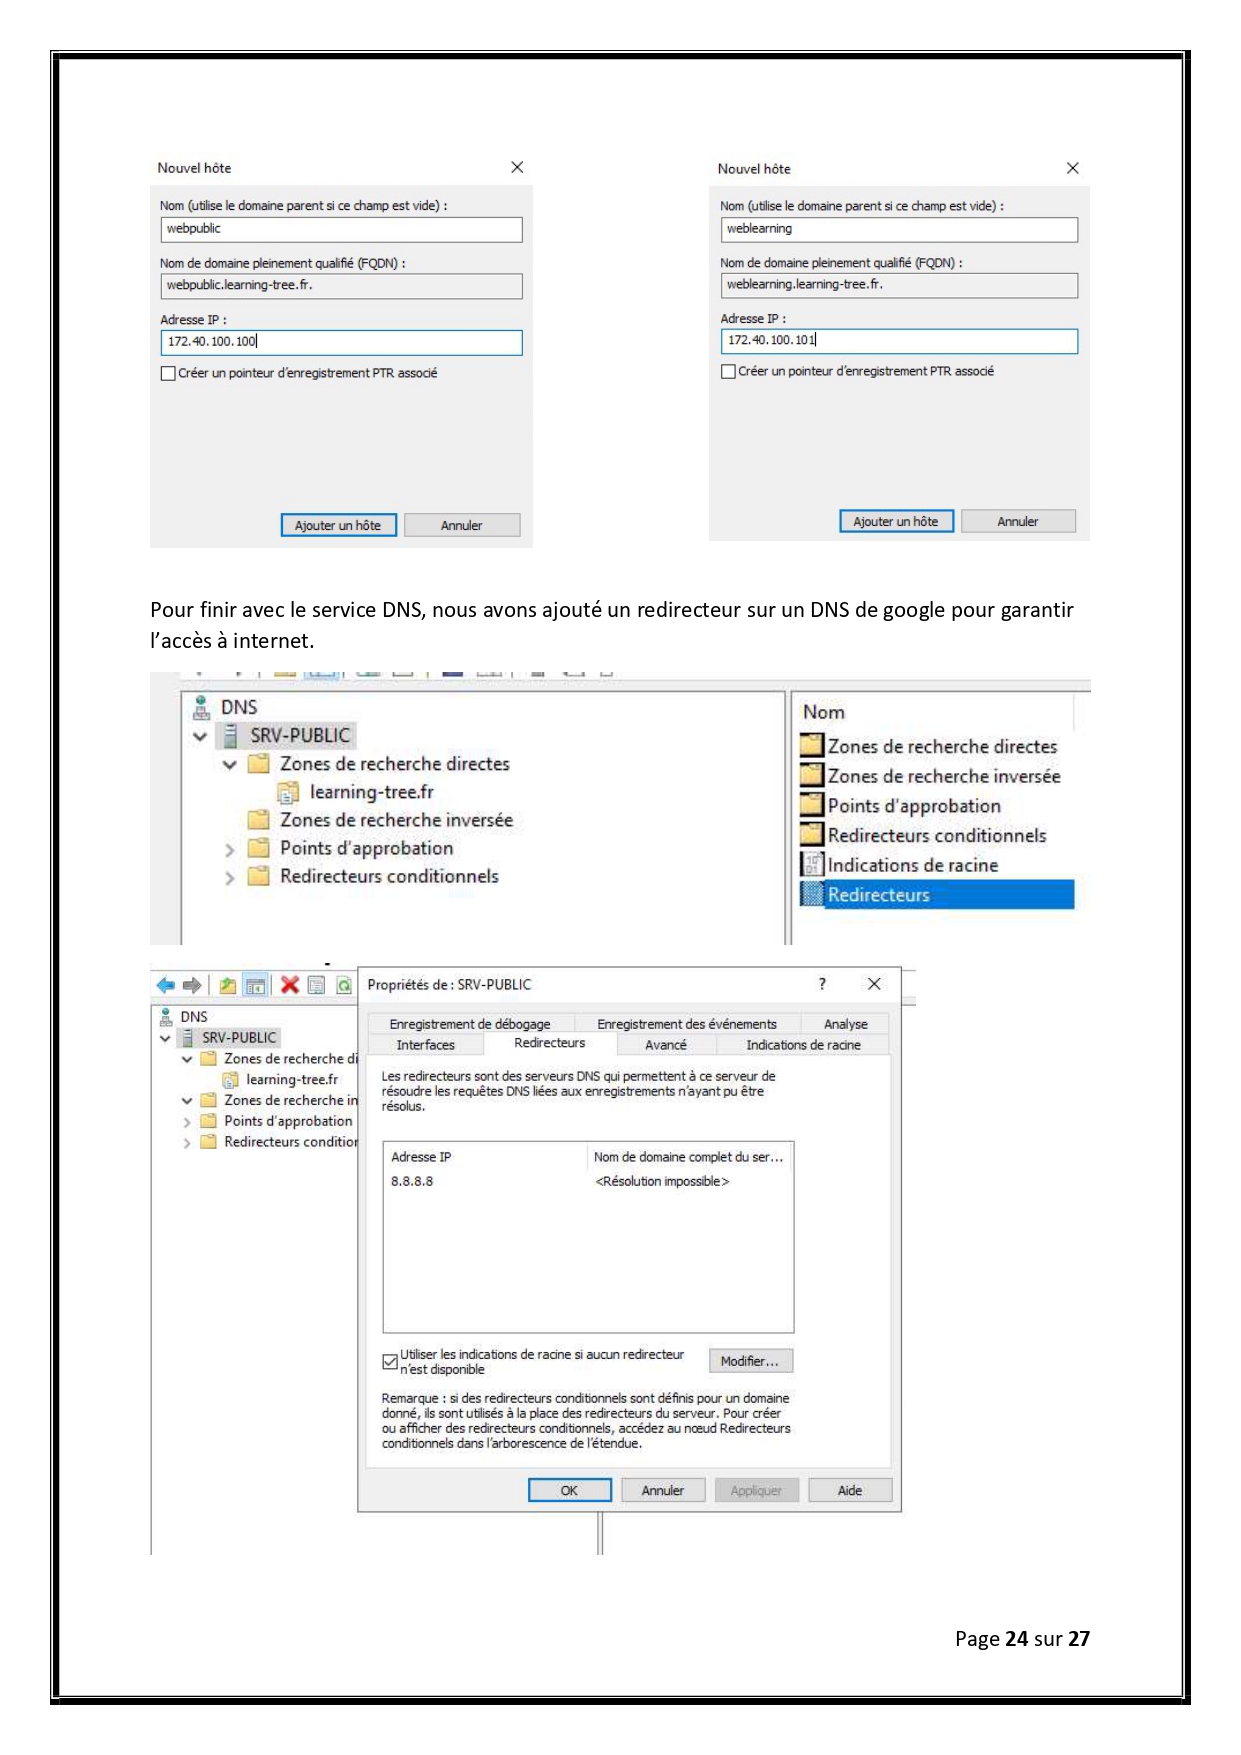 Nouvel hôte
Nom (utilise le domaine parent si ce champ est vide) :
webpublic
Nom de domaine pleinement qualifié (FQDN) :
webpublic.learning-tree.fr.
Adresse IP :
172.40.100.100
Créer un pointeur d'enregistrement PTR associé
Ajouter un hôte
Annuler
Nouvel hôte
Nom (utilise le domaine parent si ce champ est vide) :
weblearning
Nom de domaine pleinement qualifié (FQDN) :
weblearning.learning-tree.fr.
Adresse IP :
172.40.100.101
Créer un pointeur d'enregistrement PTR associé
Ajouter un hôte
Annuler
Pour finir avec le service DNS, nous avons ajouté un redirecteur sur un DNS de google pour garantir
l'accès à internet.
DNS
SRV-PUBLIC
Zones de recherche directes
learning-tree.fr
Zones de recherche inversée
Points d'approbation
Redirecteurs conditionnels
Nom
Zones de recherche directes
Zones de recherche inversée
Points d'approbation
Redirecteurs conditionnels
Indications de racine
Redirecteurs
DNS
SRV-PUBLIC
Zones de recherche di
learning-tree.fr
Zones de recherche in
Points d'approbation
Redirecteurs condition
Propriétés de : SRV-PUBLIC
?
Enregistrement de débogage
Enregistrement des événements
Analyse
Interfaces
Redirecteurs
Avancé
Indications de racine
Les redirecteurs sont des serveurs DNS qui permettent à ce serveur de
résoudre les requêtes DNS liées aux enregistrements n'ayant pu être
résolus.
Adresse IP
Nom de domaine complet du ser...
8.8.8.8
<Résolution impossible>
Utiliser les indications de racine si aucun redirecteur
n'est disponible
Modifier...
Remarque : si des redirecteurs conditionnels sont définis pour un domaine
donné, ils sont utilisés à la place des redirecteurs du serveur. Pour créer
ou afficher des redirecteurs conditionnels, accédez au nœud Redirecteurs
conditionnels dans l'arborescence de l'étendue.
OK
Annuler
Appliquer
Aide
Page 24 sur 27